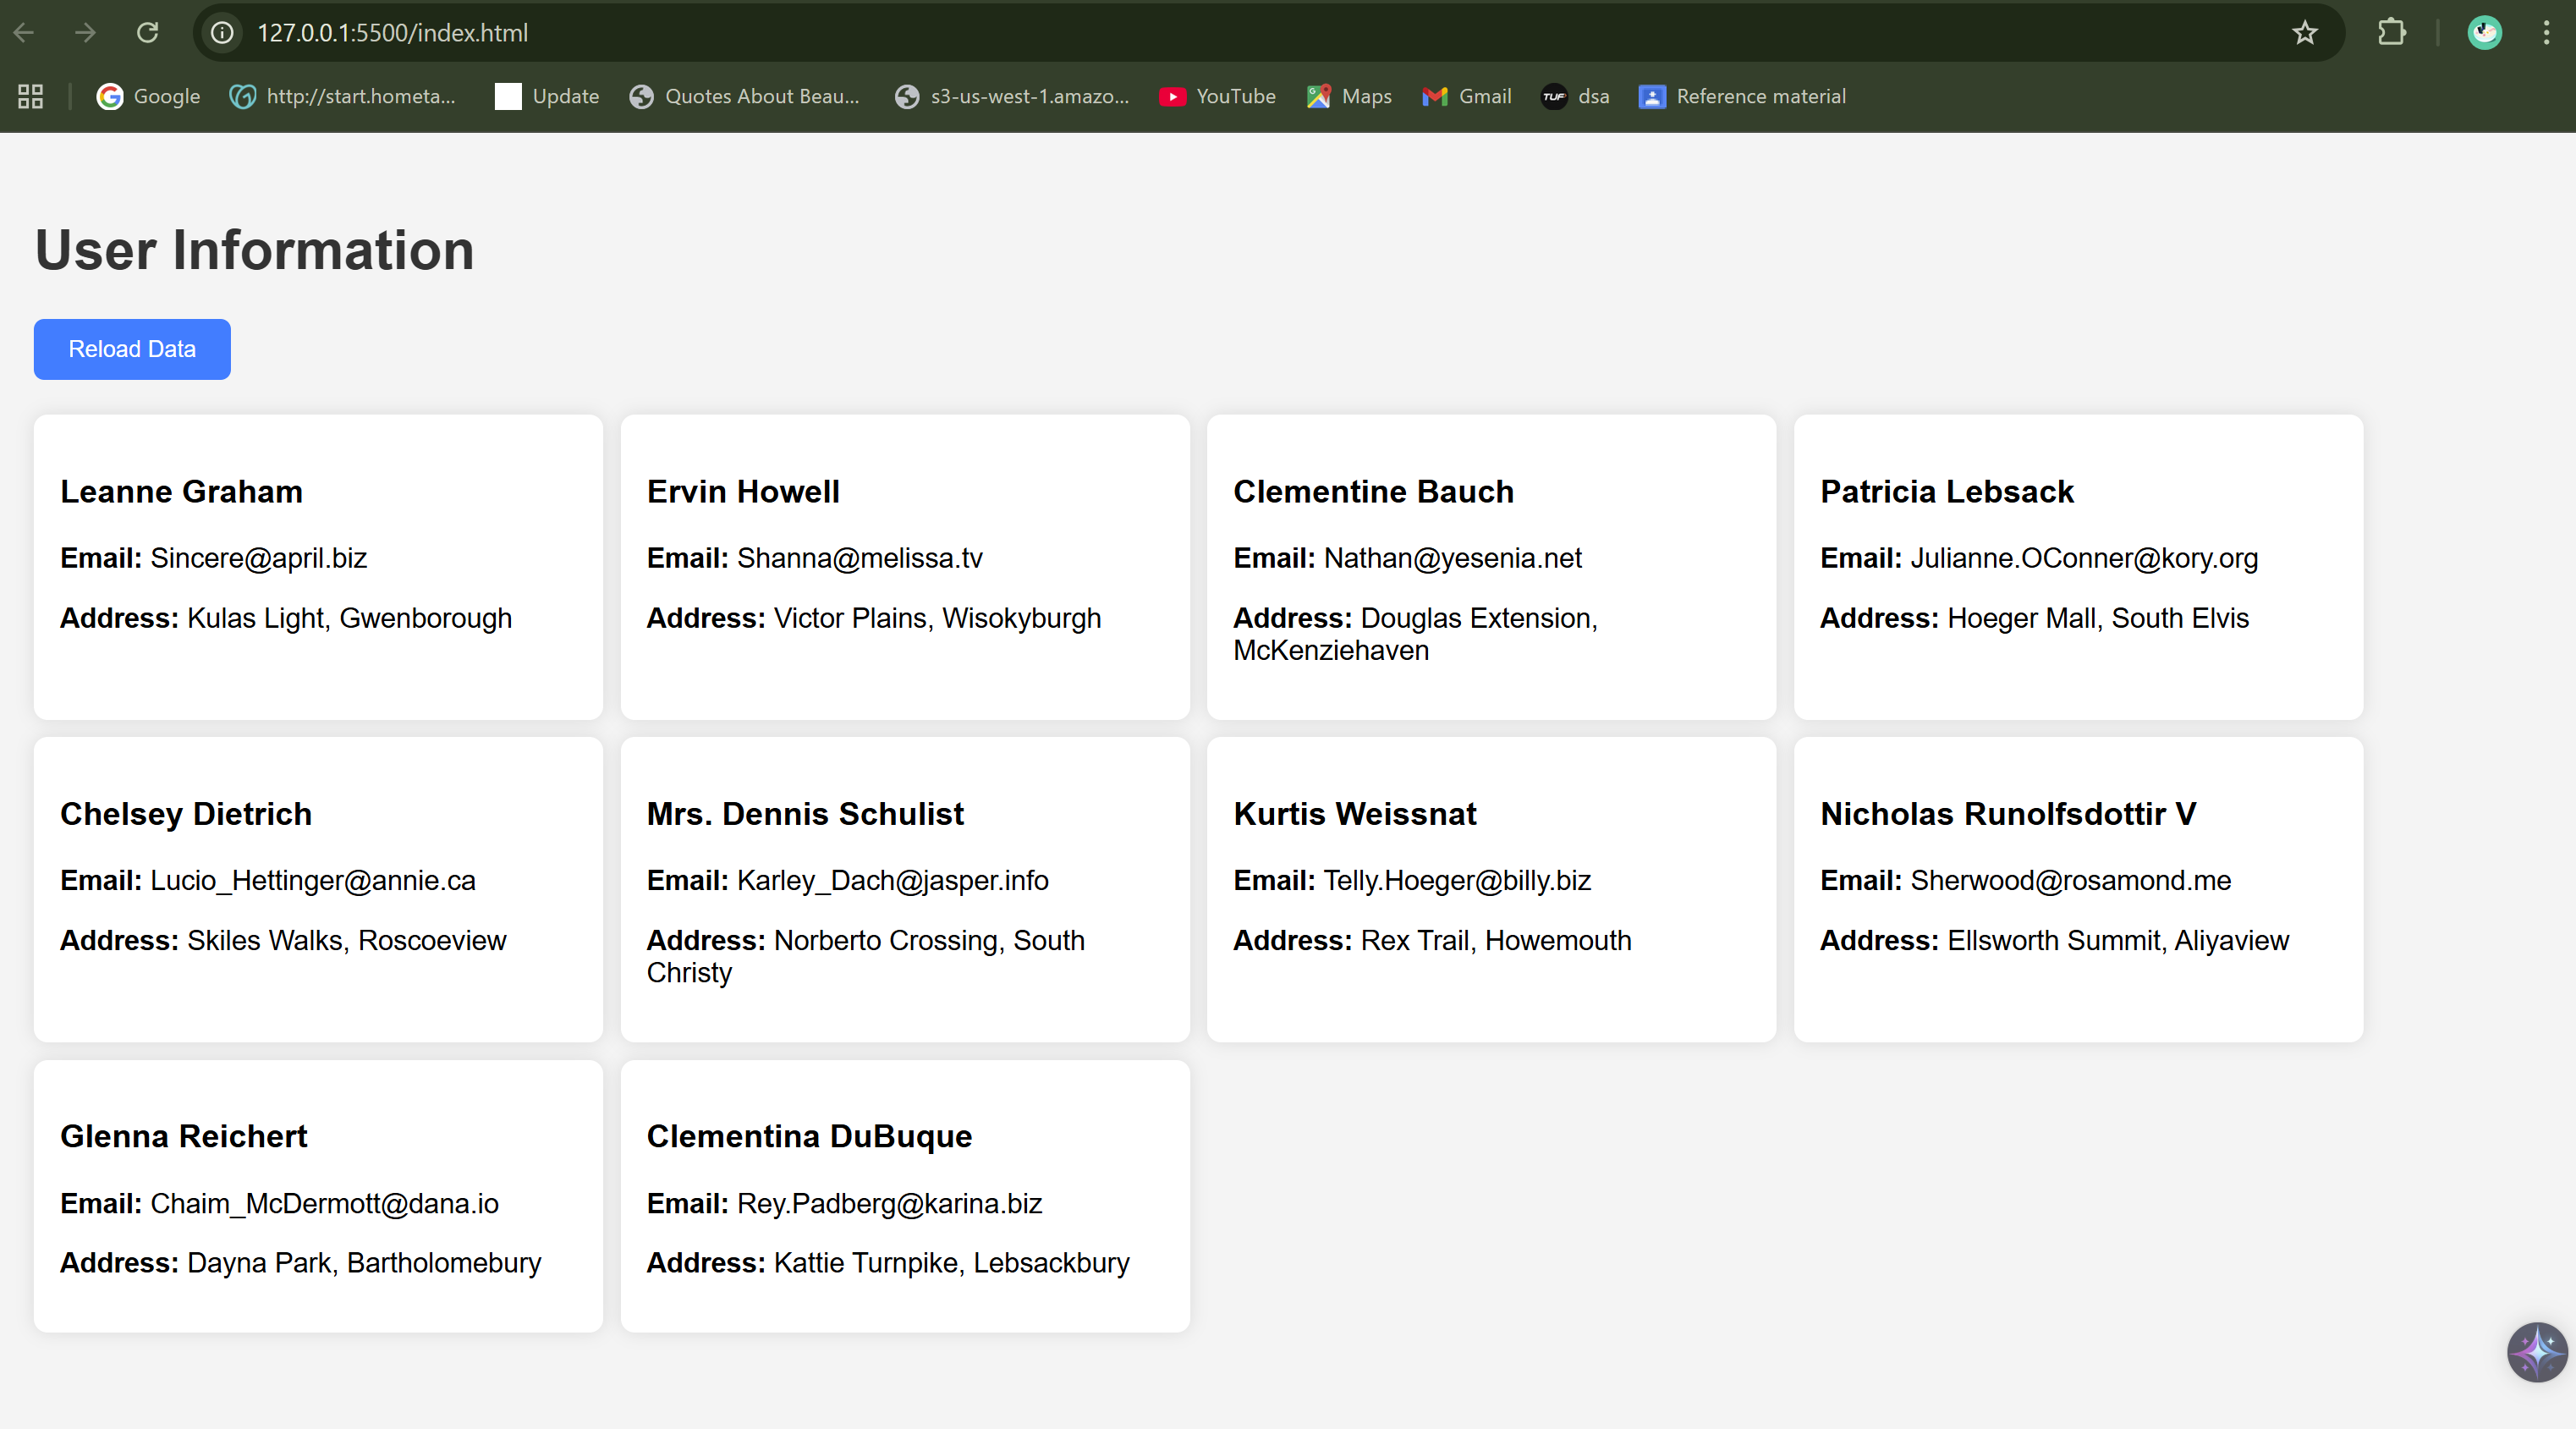 127.0.0.1:5500/index.html
Google http://start.hometa... Update Quotes About Beau... s3-us-west-1.amazo... YouTube Maps Gmail TUF dsa Reference material
User Information
Reload Data
Leanne Graham
Email: Sincere@april.biz
Address: Kulas Light, Gwenborough
Ervin Howell
Email: Shanna@melissa.tv
Address: Victor Plains, Wisokyburgh
Clementine Bauch
Email: Nathan@yesenia.net
Address: Douglas Extension,
McKenziehaven
Patricia Lebsack
Email: Julianne.OConner@kory.org
Address: Hoeger Mall, South Elvis
Chelsey Dietrich
Email: Lucio_Hettinger@annie.ca
Address: Skiles Walks, Roscoeview
Mrs. Dennis Schulist
Email: Karley_Dach@jasper.info
Address: Norberto Crossing, South
Christy
Kurtis Weissnat
Email: Telly.Hoeger@billy.biz
Address: Rex Trail, Howemouth
Nicholas Runolfsdottir V
Email: Sherwood@rosamond.me
Address: Ellsworth Summit, Aliyaview
Glenna Reichert
Email: Chaim_McDermott@dana.io
Address: Dayna Park, Bartholomebury
Clementina DuBuque
Email: Rey.Padberg@karina.biz
Address: Kattie Turnpike, Lebsackbury